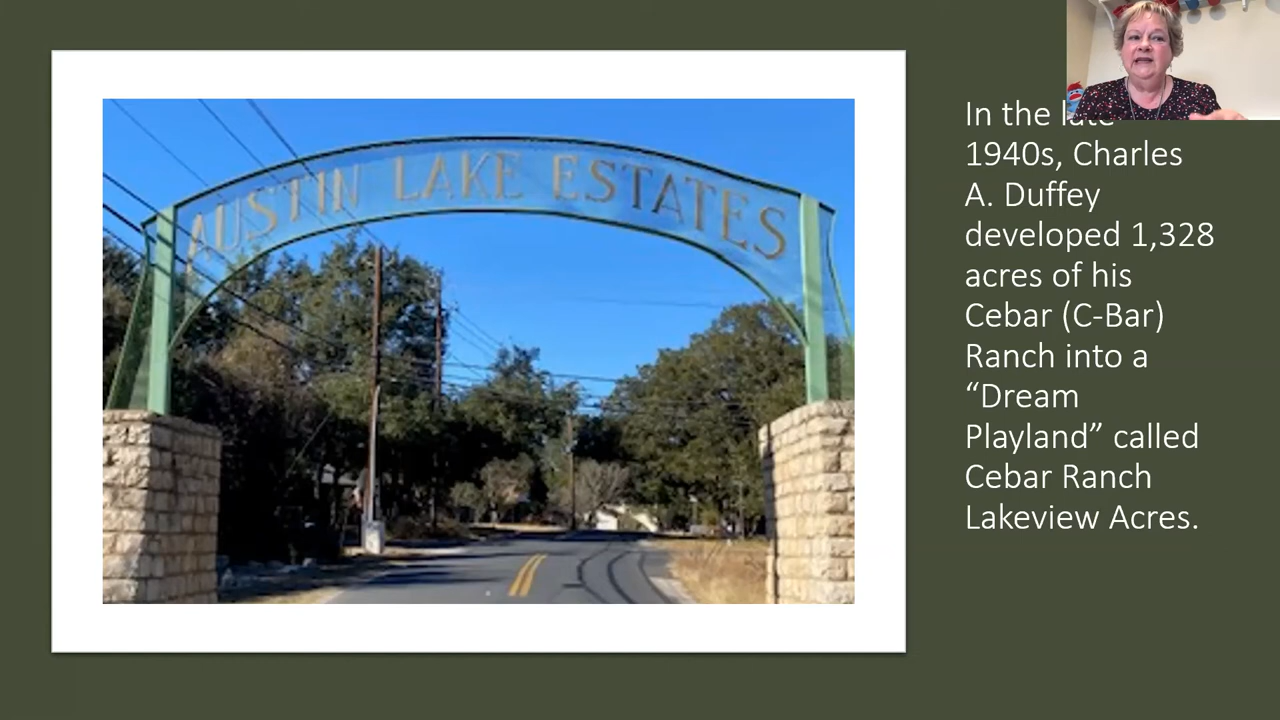 AUSTIN LAKE ESTATES
In the late
1940s, Charles
A. Duffey
developed 1,328
acres of his
Cebar (C-Bar)
Ranch into a
“Dream
Playland” called
Cebar Ranch
Lakeview Acres.